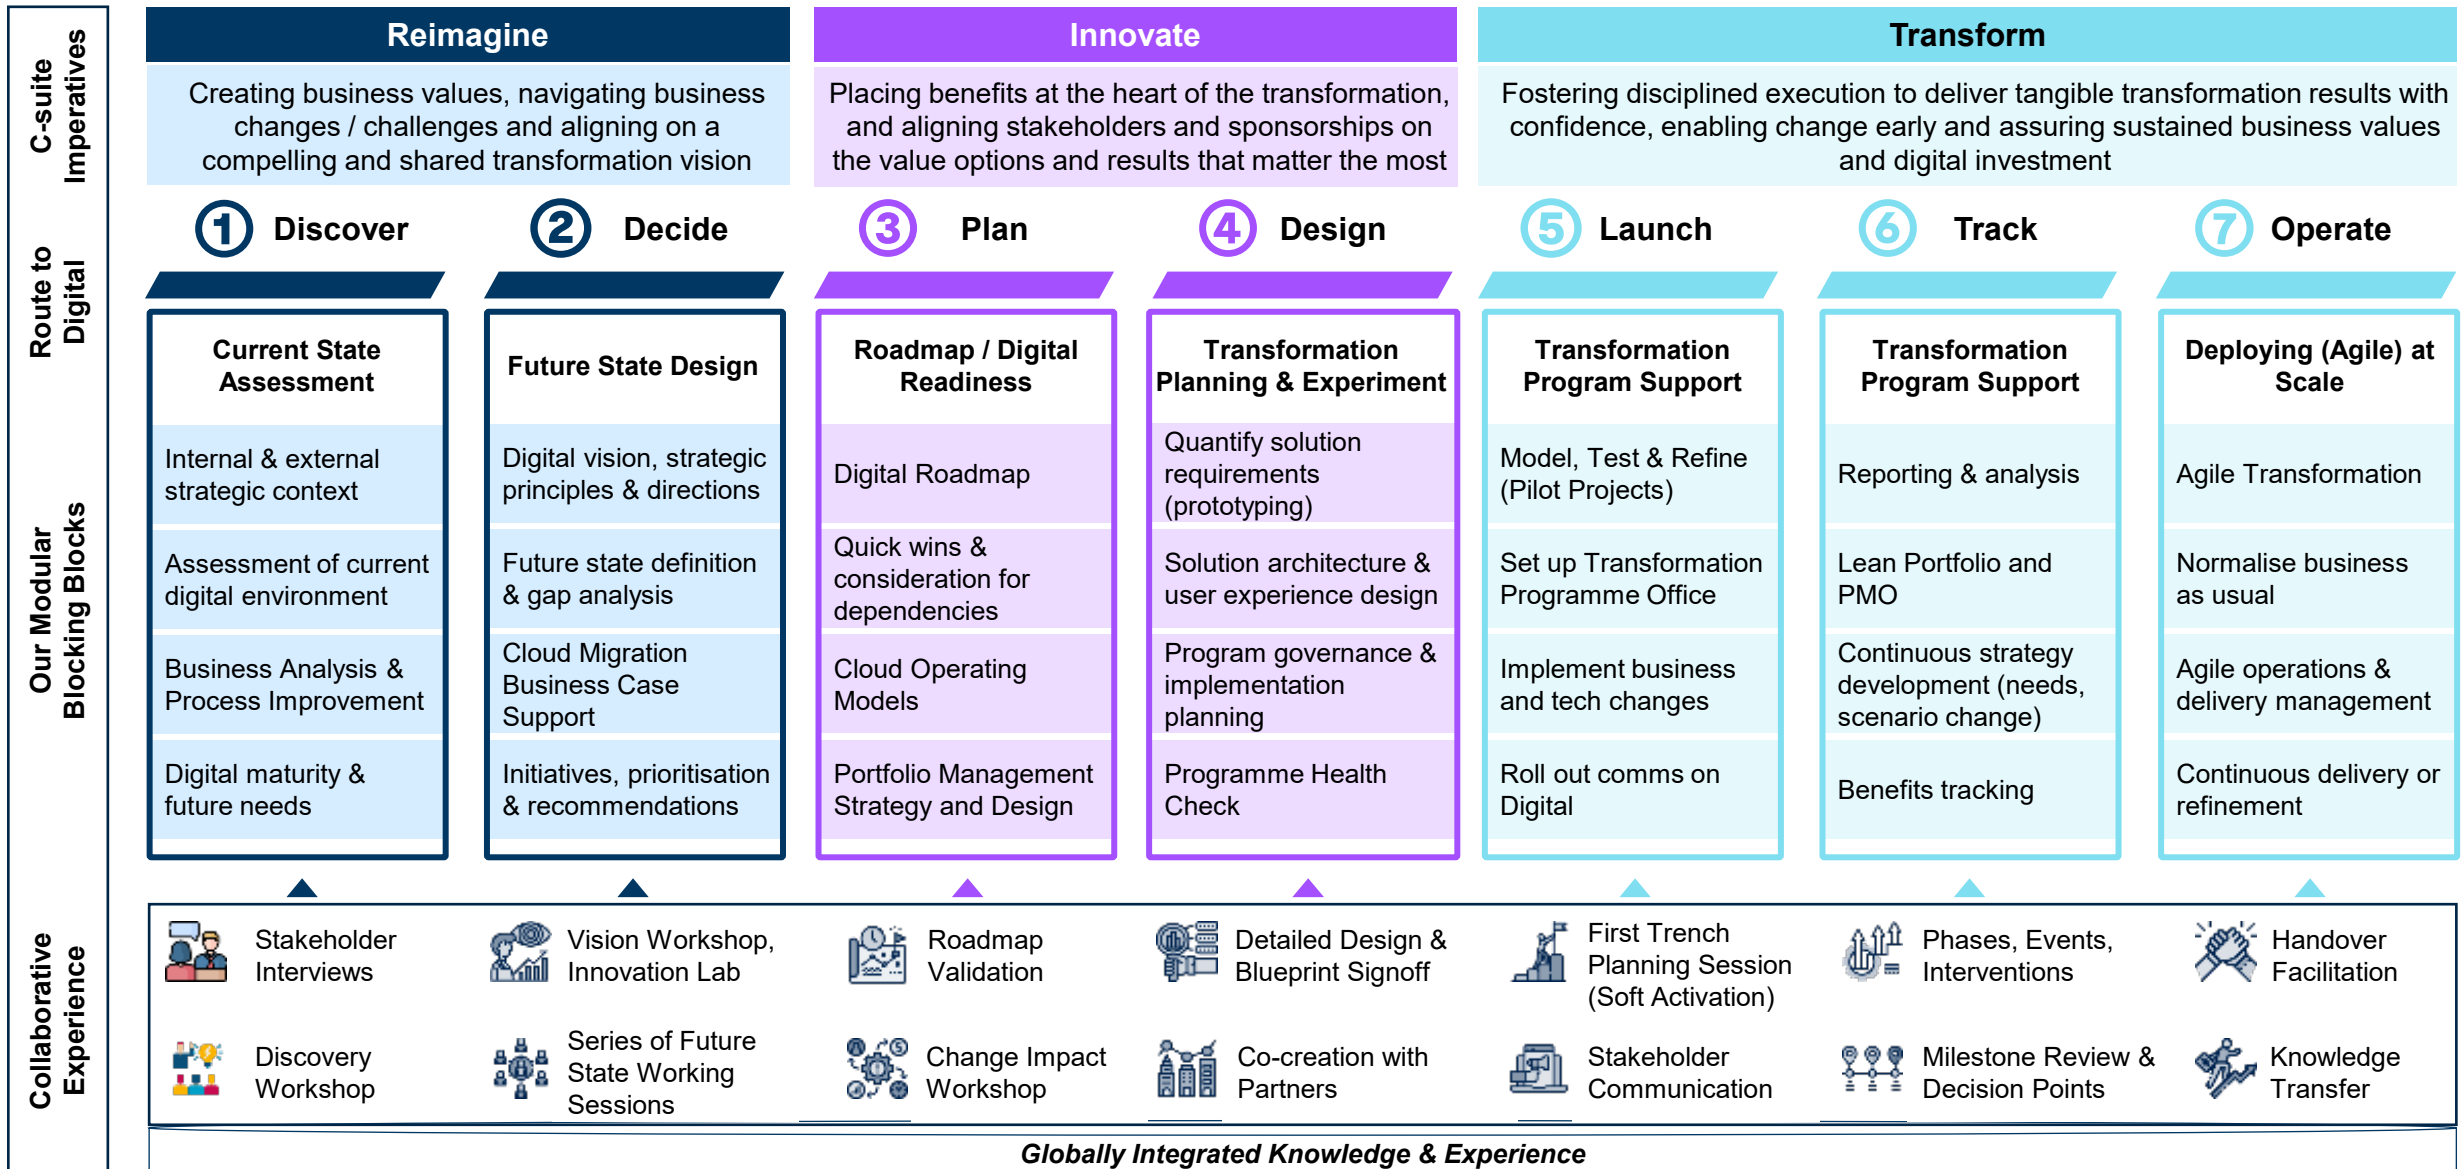 C-suite
Imperatives
Reimagine
Creating business values, navigating business
changes / challenges and aligning on a
compelling and shared transformation vision
Innovate
Placing benefits at the heart of the transformation,
and aligning stakeholders and sponsorships on
the value options and results that matter the most
Transform
Fostering disciplined execution to deliver tangible transformation results with
confidence, enabling change early and assuring sustained business values
and digital investment
Route to
Digital
1 Discover
2 Decide
3 Plan
4 Design
5 Launch
6 Track
7 Operate
Our Modular
Blocking Blocks
Current State
Assessment
Internal & external
strategic context
Assessment of current
digital environment
Business Analysis &
Process Improvement
Digital maturity &
future needs
Future State Design
Digital vision, strategic
principles & directions
Future state definition
& gap analysis
Cloud Migration
Business Case
Support
Initiatives, prioritisation
& recommendations
Roadmap / Digital
Readiness
Digital Roadmap
Quick wins &
consideration for
dependencies
Cloud Operating
Models
Portfolio Management
Strategy and Design
Transformation
Planning & Experiment
Quantify solution
requirements
(prototyping)
Solution architecture &
user experience design
Program governance &
implementation
planning
Programme Health
Check
Transformation
Program Support
Model, Test & Refine
(Pilot Projects)
Set up Transformation
Programme Office
Implement business
and tech changes
Roll out comms on
Digital
Transformation
Program Support
Reporting & analysis
Lean Portfolio and
PMO
Continuous strategy
development (needs,
scenario change)
Benefits tracking
Deploying (Agile) at
Scale
Agile Transformation
Normalise business
as usual
Agile operations &
delivery management
Continuous delivery or
refinement
Collaborative
Experience
Stakeholder
Interviews
Vision Workshop,
Innovation Lab
Roadmap
Validation
Detailed Design &
Blueprint Signoff
First Trench
Planning Session
(Soft Activation)
Phases, Events,
Interventions
Handover
Facilitation
Discovery
Workshop
Series of Future
State Working
Sessions
Change Impact
Workshop
Co-creation with
Partners
Stakeholder
Communication
Milestone Review &
Decision Points
Knowledge
Transfer
Globally Integrated Knowledge & Experience